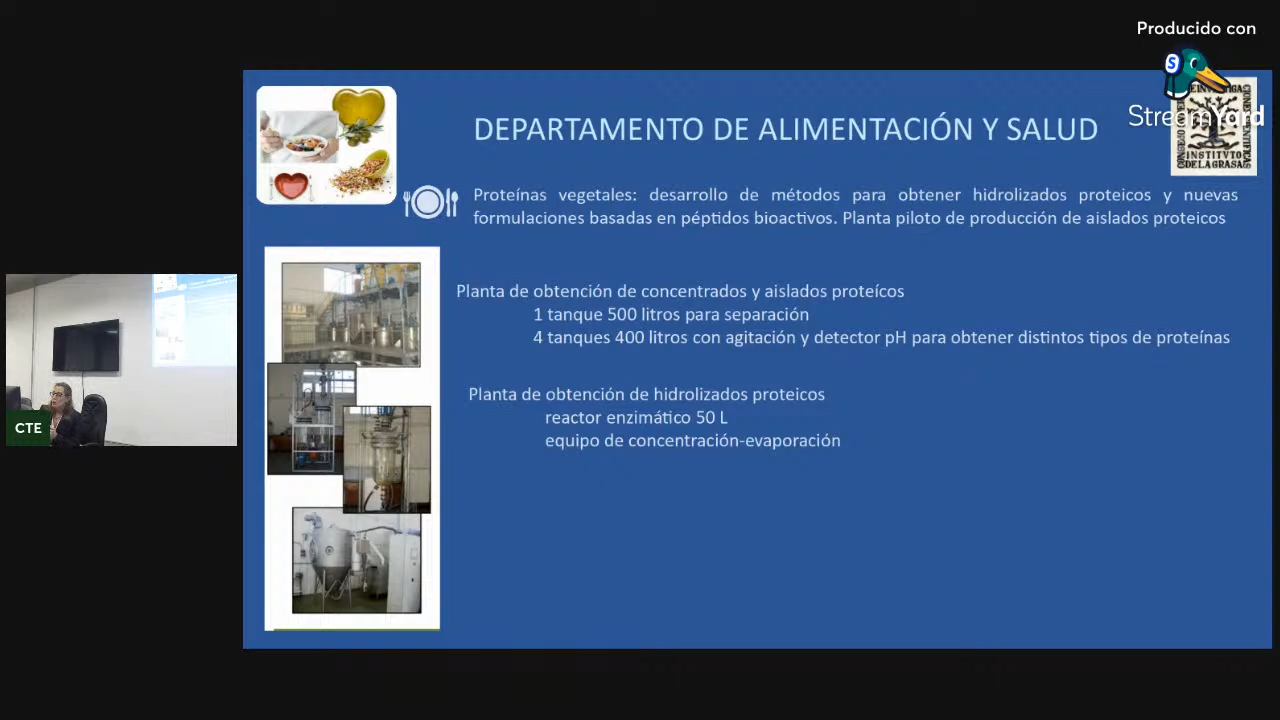 Producido con
StreamYard
DEPARTAMENTO DE ALIMENTACIÓN Y SALUD
INSTITVTO
DE LA GRASA
Proteínas vegetales: desarrollo de métodos para obtener hidrolizados proteicos y nuevas
formulaciones basadas en péptidos bioactivos. Planta piloto de producción de aislados proteicos
Planta de obtención de concentrados y aislados proteícos
1 tanque 500 litros para separación
4 tanques 400 litros con agitación y detector pH para obtener distintos tipos de proteínas
Planta de obtención de hidrolizados proteicos
reactor enzimático 50 L
equipo de concentración-evaporación
CTE